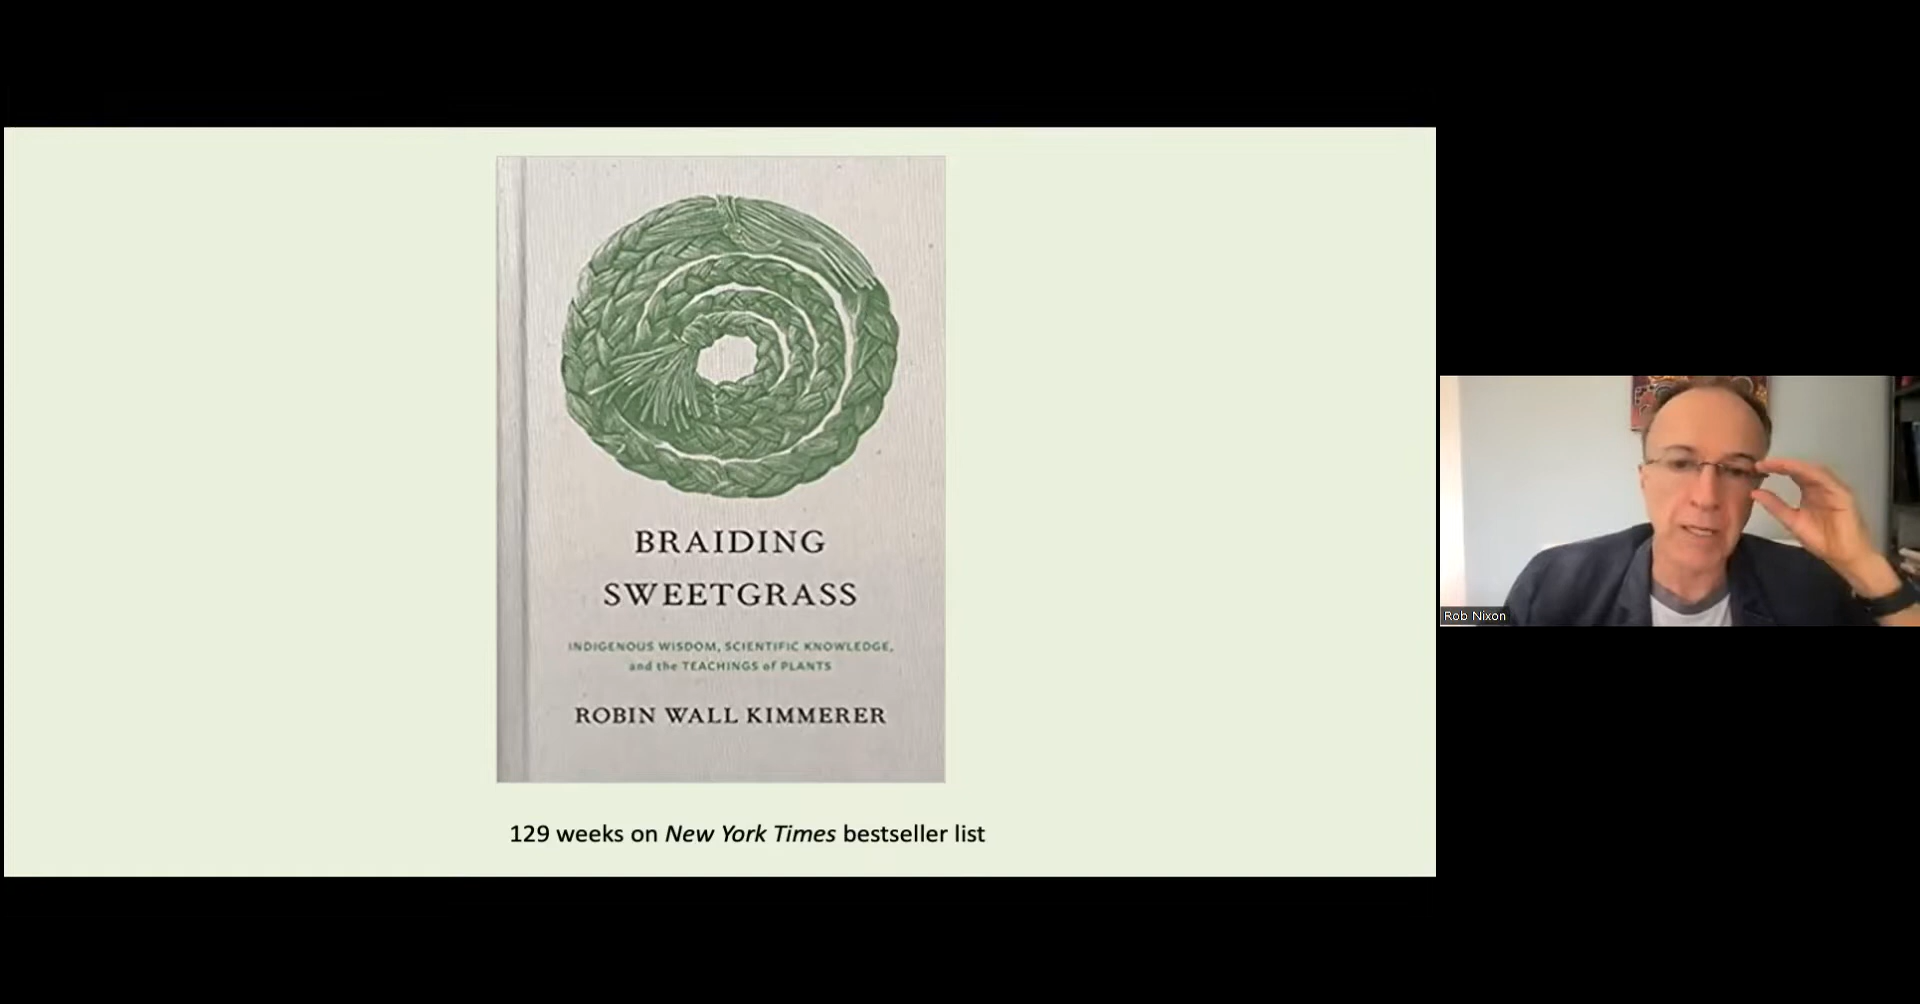 BRAIDING
SWEETGRASS
INDIGENOUS WISDOM, SCIENTIFIC KNOWLEDGE,
and the TEACHINGS of PLANTS
ROBIN WALL KIMMERER
129 weeks on New York Times bestseller list
Rob Nixon